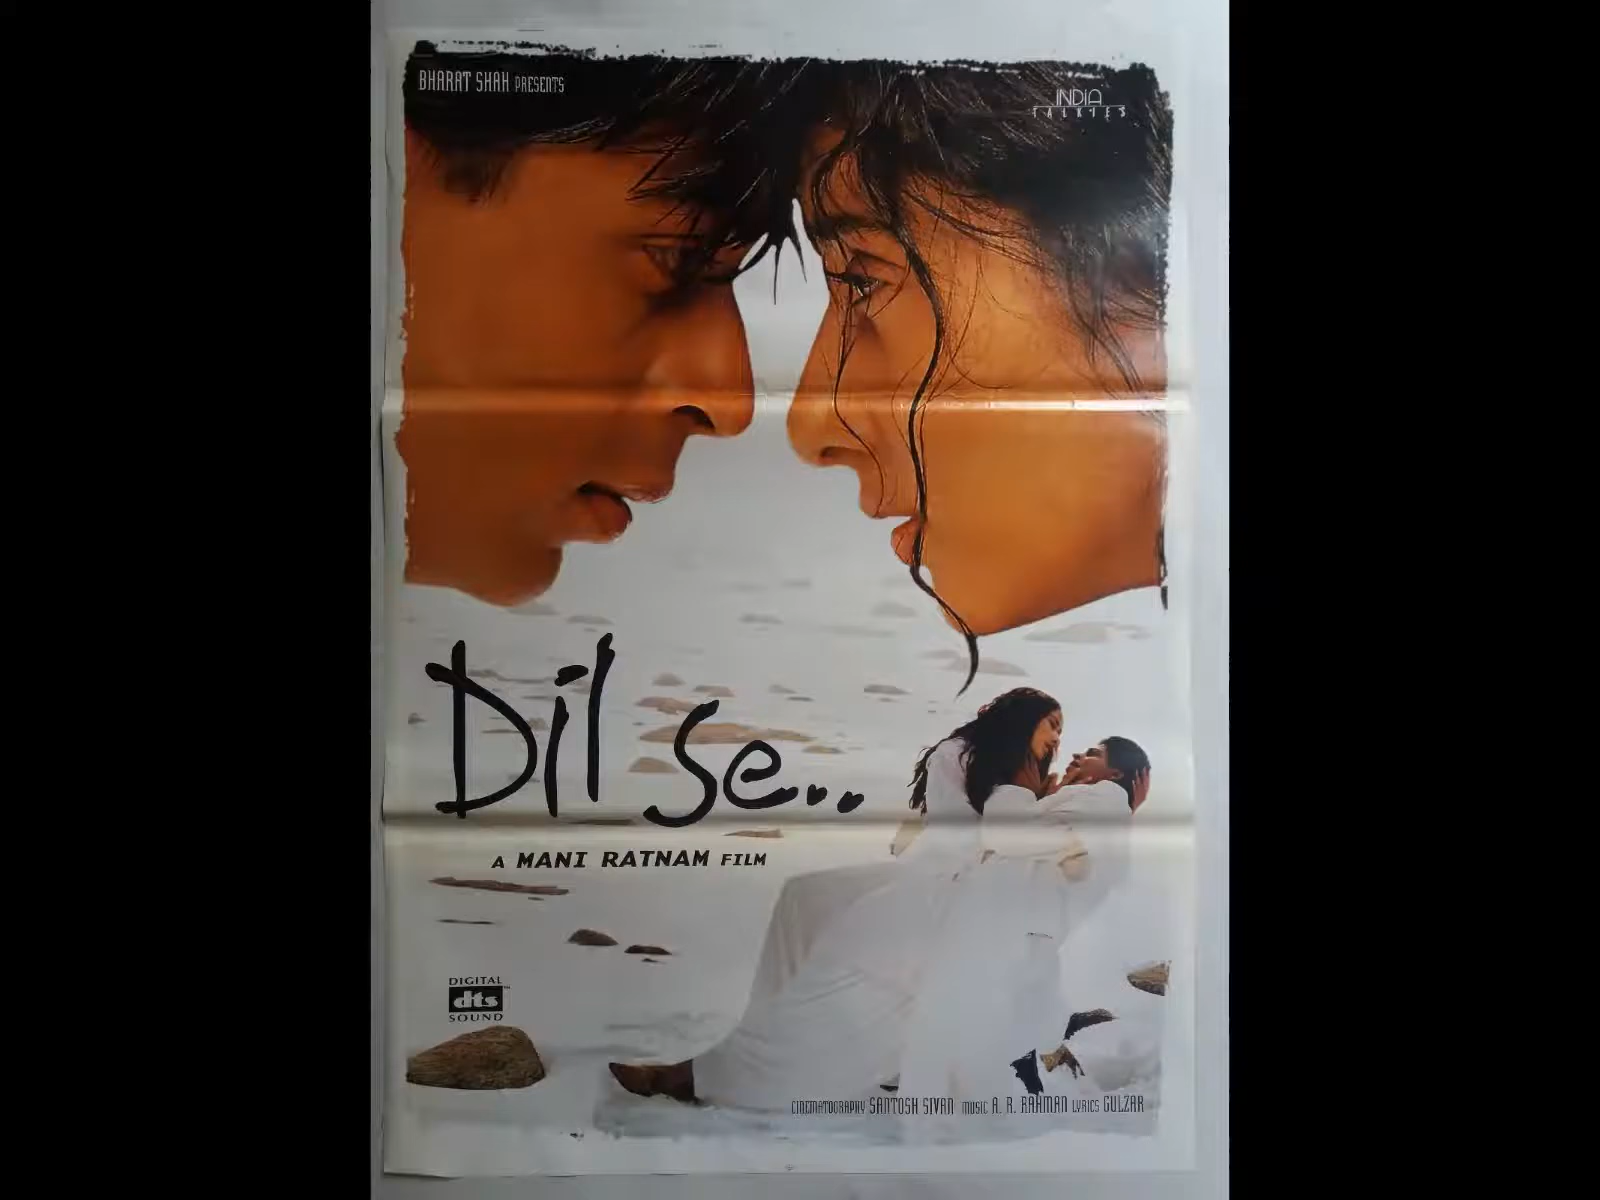 BHARAT SHAH PRESENTS
INDIA
TALKIES
Dil se..
A MANI RATNAM FILM
DIGITAL
dts™
SOUND
CINEMATOGRAPHY SANTOSH SIVAN MUSIC A. R. RAHMAN LYRICS GULZAR